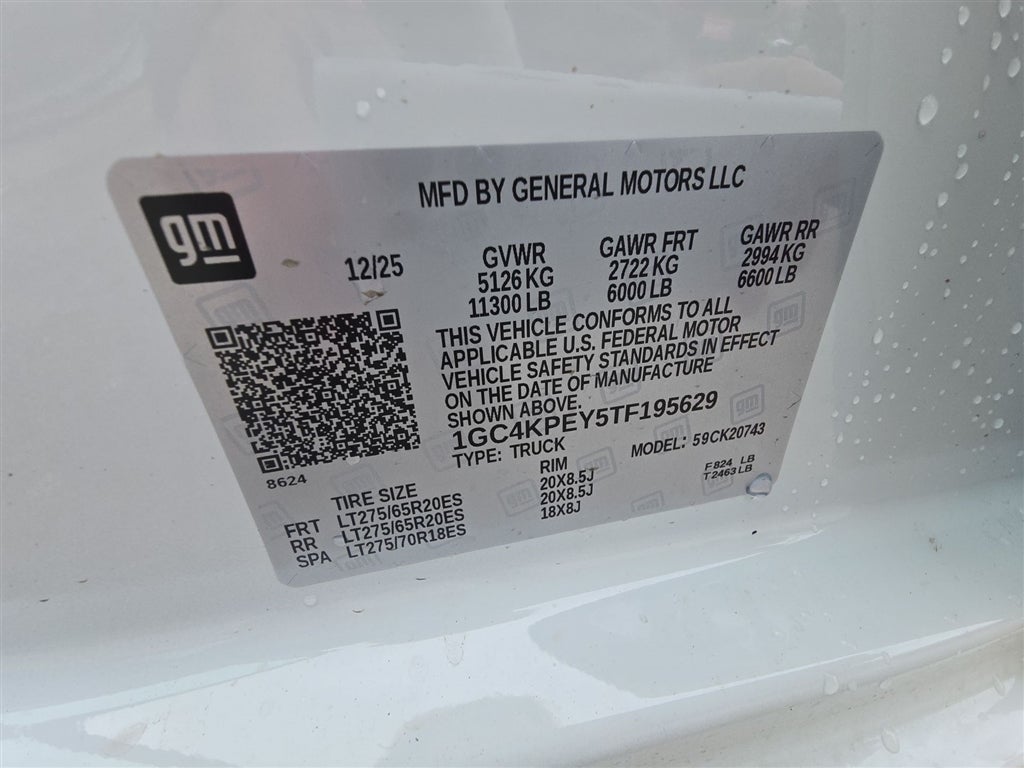 MFD BY GENERAL MOTORS LLC
gm
12/25
GVWR GAWR FRT GAWR RR
5126 KG 2722 KG 2994 KG
11300 LB 6000 LB 6600 LB
THIS VEHICLE CONFORMS TO ALL
APPLICABLE U.S. FEDERAL MOTOR
VEHICLE SAFETY STANDARDS IN EFFECT
ON THE DATE OF MANUFACTURE
SHOWN ABOVE.
1GC4KPEY5TF195629
TYPE: TRUCK MODEL: 59CK20743
8624
TIRE SIZE RIM
FRT LT275/65R20ES 20X8.5J
RR LT275/65R20ES 20X8.5J
SPA LT275/70R18ES 18X8J
F 824 LB
T 2463 LB